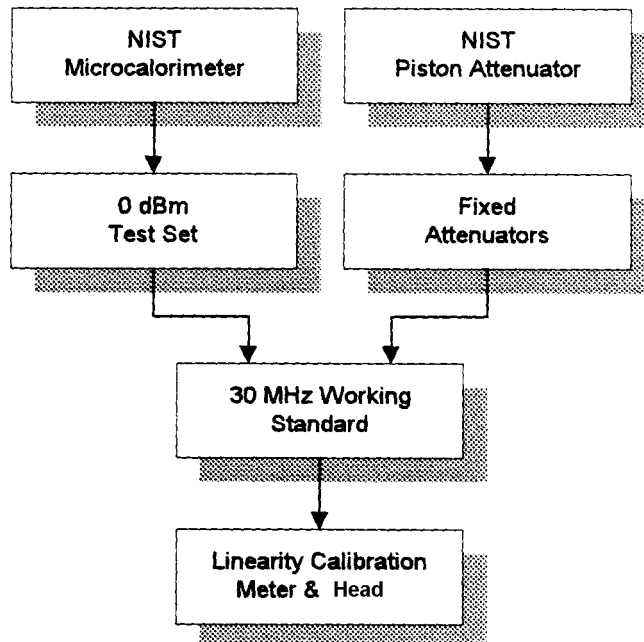 NIST
Microcalorimeter
NIST
Piston Attenuator
0 dBm
Test Set
Fixed
Attenuators
30 MHz Working
Standard
Linearity Calibration
Meter & Head